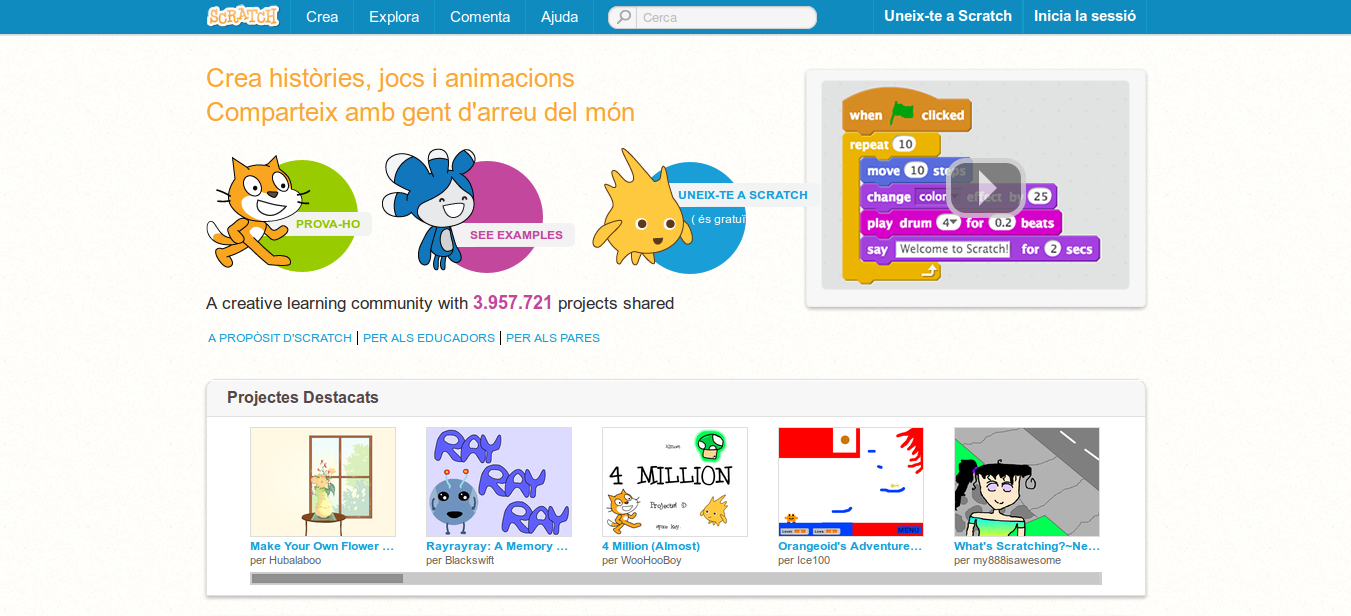 SCRATCH
Crea
Explora
Comenta
Ajuda
Cerca
Uneix-te a Scratch
Inicia la sessió
Crea històries, jocs i animacions
Comparteix amb gent d'arreu del món
PROVA-HO
SEE EXAMPLES
UNEIX-TE A SCRATCH
( és gratuï
when clicked
repeat 10
move 10 steps
change color effect by 25
play drum 4 for 0.2 beats
say Welcome to Scratch! for 2 secs
A creative learning community with 3.957.721 projects shared
A PROPÒSIT D'SCRATCH | PER ALS EDUCADORS | PER ALS PARES
Projectes Destacats
RAY
RAY
RAY
4 MILLION
MENU
Make Your Own Flower ...
per Hubalaboo
Rayrayray: A Memory ...
per Blackswift
4 Million (Almost)
per WooHooBoy
Orangeoid's Adventure...
per Ice100
What's Scratching?~Ne...
per my888isawesome